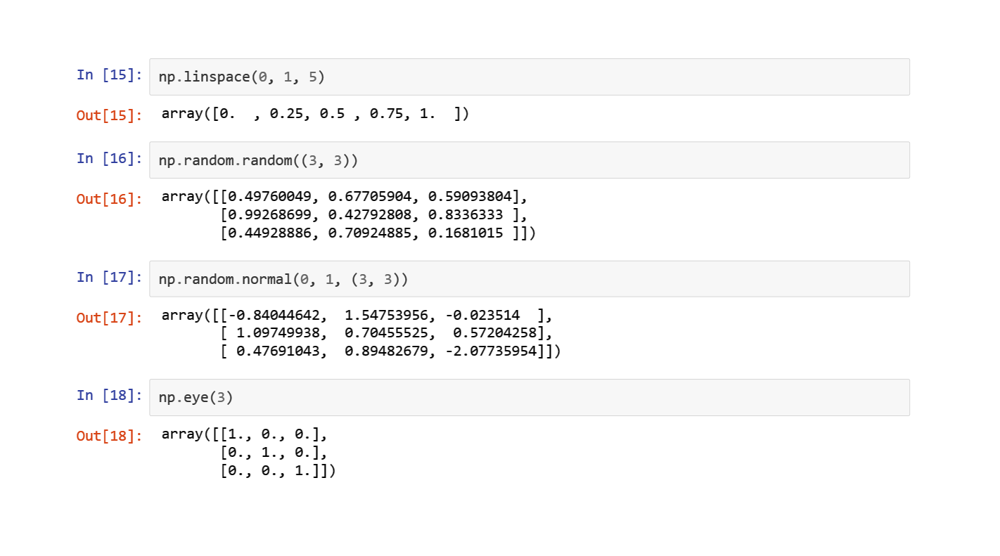 In [15]: np.linspace(0, 1, 5)
Out[15]: array([0.  , 0.25, 0.5 , 0.75, 1.  ])
In [16]: np.random.random((3, 3))
Out[16]: array([[0.49760049, 0.67705904, 0.59093804],
[0.99268699, 0.42792808, 0.8336333 ],
[0.44928886, 0.70924885, 0.1681015 ]])
In [17]: np.random.normal(0, 1, (3, 3))
Out[17]: array([[-0.84044642,  1.54753956, -0.023514  ],
[ 1.09749938,  0.70455525,  0.57204258],
[ 0.47691043,  0.89482679, -2.07735954]])
In [18]: np.eye(3)
Out[18]: array([[1., 0., 0.],
[0., 1., 0.],
[0., 0., 1.]])